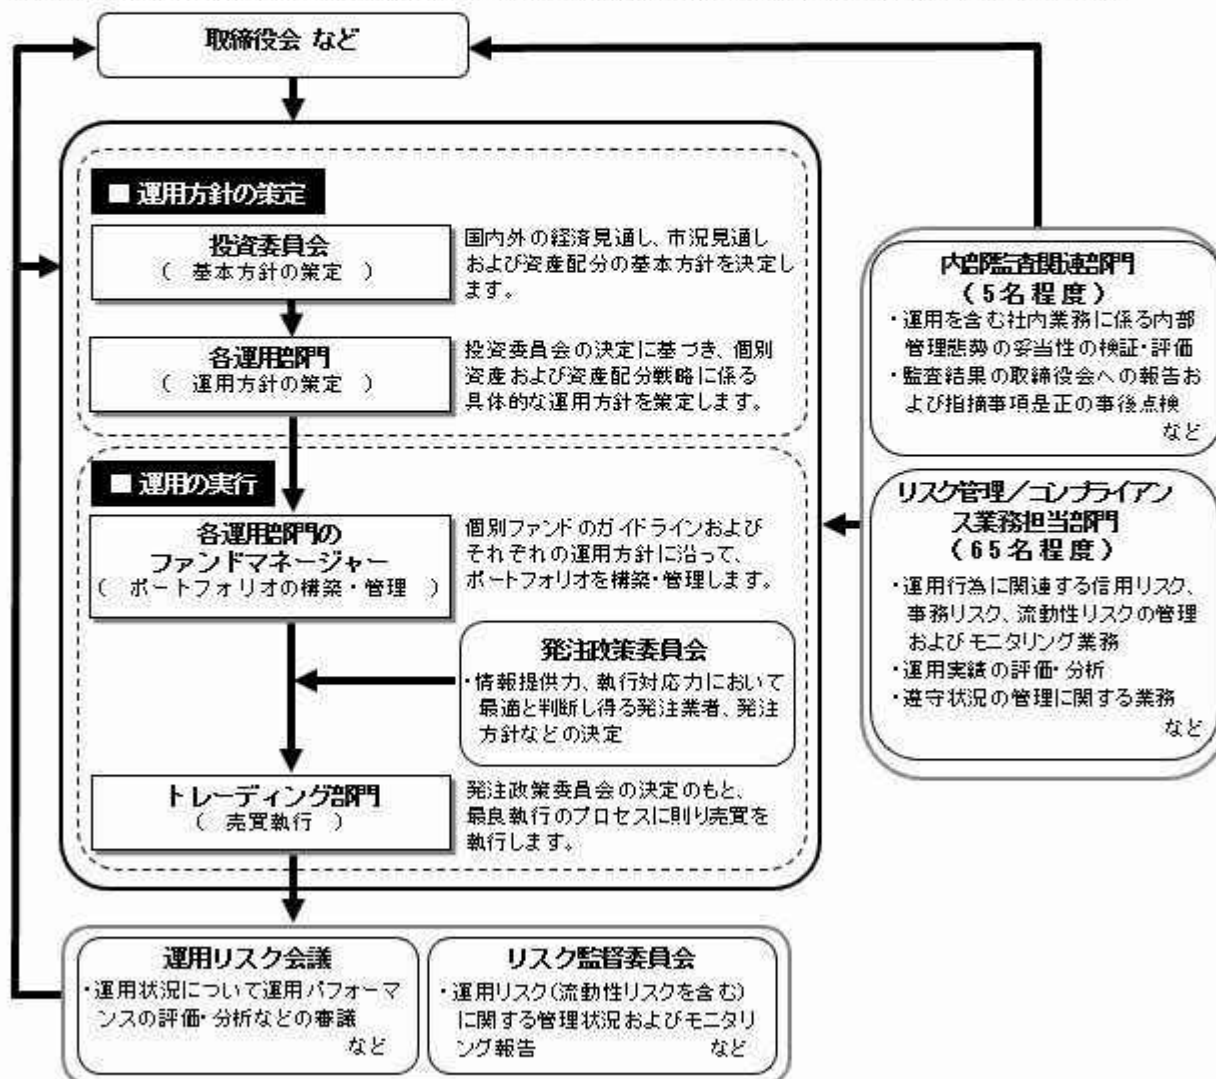 取締役会 など
■ 運用方針の策定
投資委員会
( 基本方針の策定 )
国内外の経済見通し、市況見通し
および資産配分の基本方針を決定し
ます。
各運用部門
( 運用方針の策定 )
投資委員会の決定に基づき、個別
資産および資産配分戦略に係る
具体的な運用方針を策定します。
■ 運用の実行
各運用部門の
ファンドマネージャー
( ポートフォリオの構築・管理 )
個別ファンドのガイドラインおよび
それぞれの運用方針に沿って、
ポートフォリオを構築・管理します。
発注政策委員会
・情報提供力、執行対応力において
最適と判断し得る発注業者、発注
方針などの決定
トレーディング部門
( 売買執行 )
発注政策委員会の決定のもと、
最良執行のプロセスに則り売買を
執行します。
内部監査関連部門
(5名程度)
・運用を含む社内業務に係る内部
管理態勢の妥当性の検証・評価
・監査結果の取締役会への報告お
よび指摘事項是正の事後点検
など
リスク管理/コンプライアン
ス業務担当部門
(65名程度)
・運用行為に関連する信用リスク、
事務リスク、流動性リスクの管理
およびモニタリング業務
・運用実績の評価・分析
・遵守状況の管理に関する業務
など
運用リスク会議
・運用状況について運用パフォーマ
ンスの評価・分析などの審議
など
リスク監督委員会
・運用リスク(流動性リスクを含む)
に関する管理状況およびモニタリ
ング報告 など